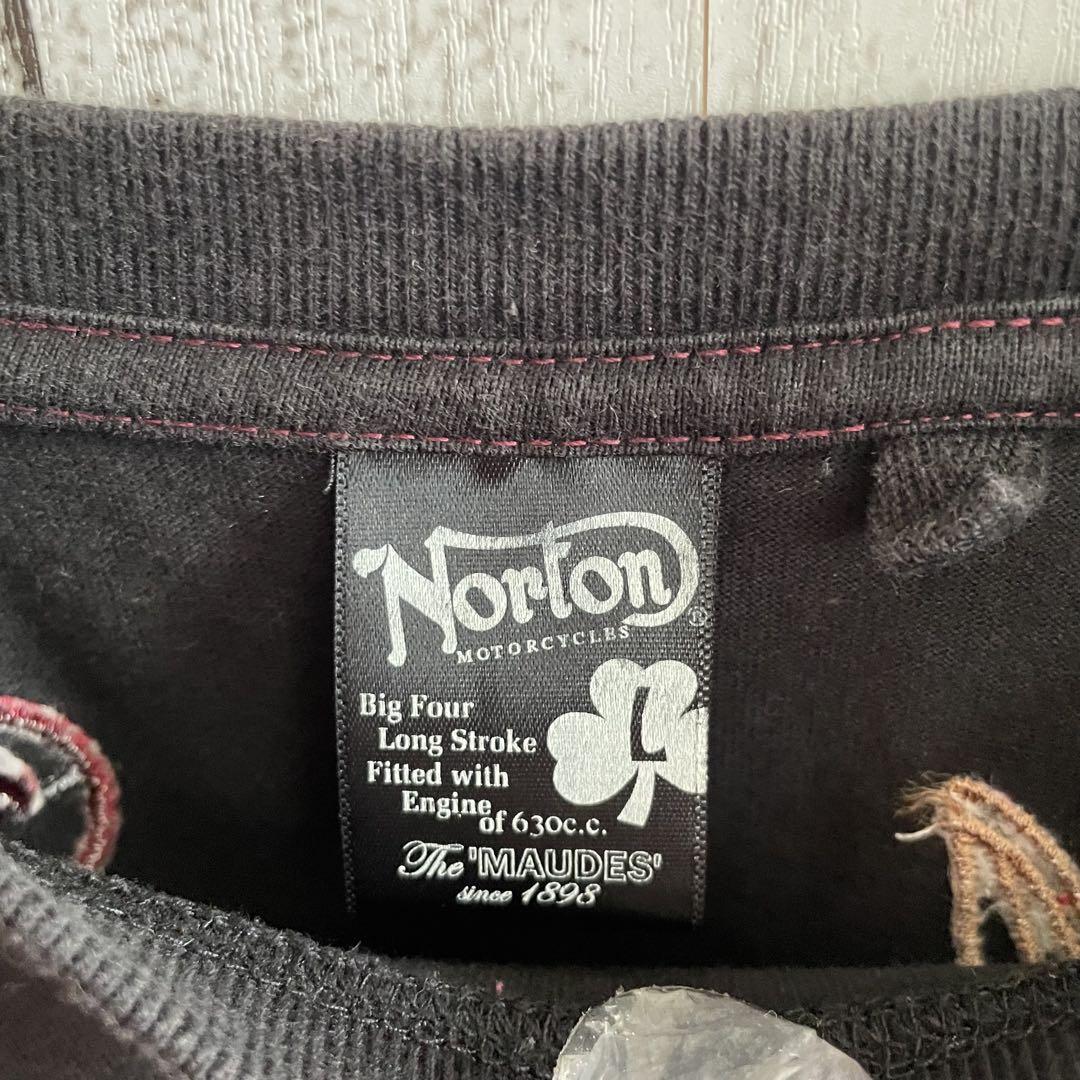 Norton®
MOTORCYCLES
Big Four
Long Stroke
Fitted with
Engine
of 630c.c.
L
The 'MAUDES'
since 1898